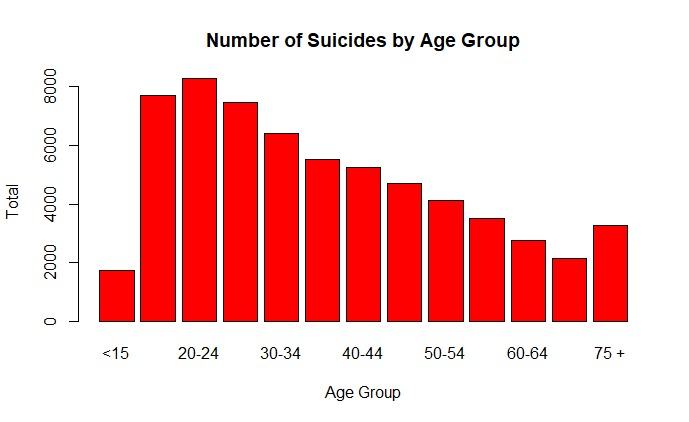 Number of Suicides by Age Group
Total
8000
6000
4000
2000
0
<15 20-24 30-34 40-44 50-54 60-64 75 +
Age Group